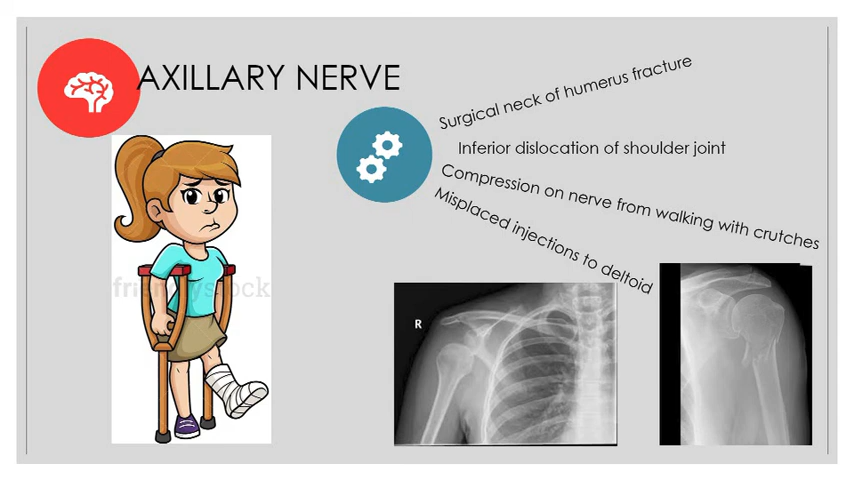 AXILLARY NERVE
Surgical neck of humerus fracture
Inferior dislocation of shoulder joint
Compression on nerve from walking with crutches
Misplaced injections to deltoid
friendlystock
R